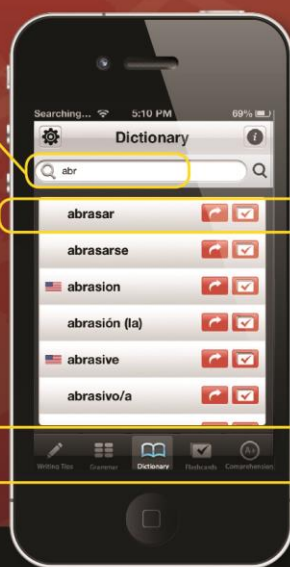 Searching... 5:10 PM 69%
Dictionary
abr
abrasar
abrasarse
abrasion
abrasión (la)
abrasive
abrasivo/a
Writing Tips Grammar Dictionary Flashcards Comprehension
A+